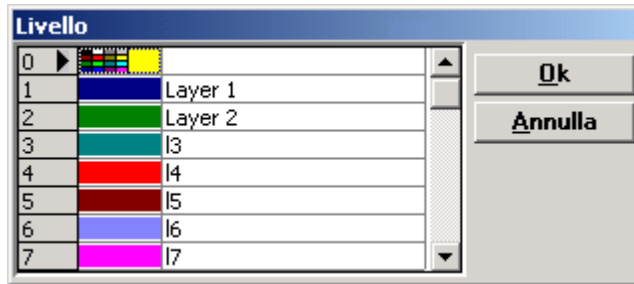 Livello
0
1 Layer 1
2 Layer 2
3 l3
4 l4
5 l5
6 l6
7 l7
Ok
Annulla